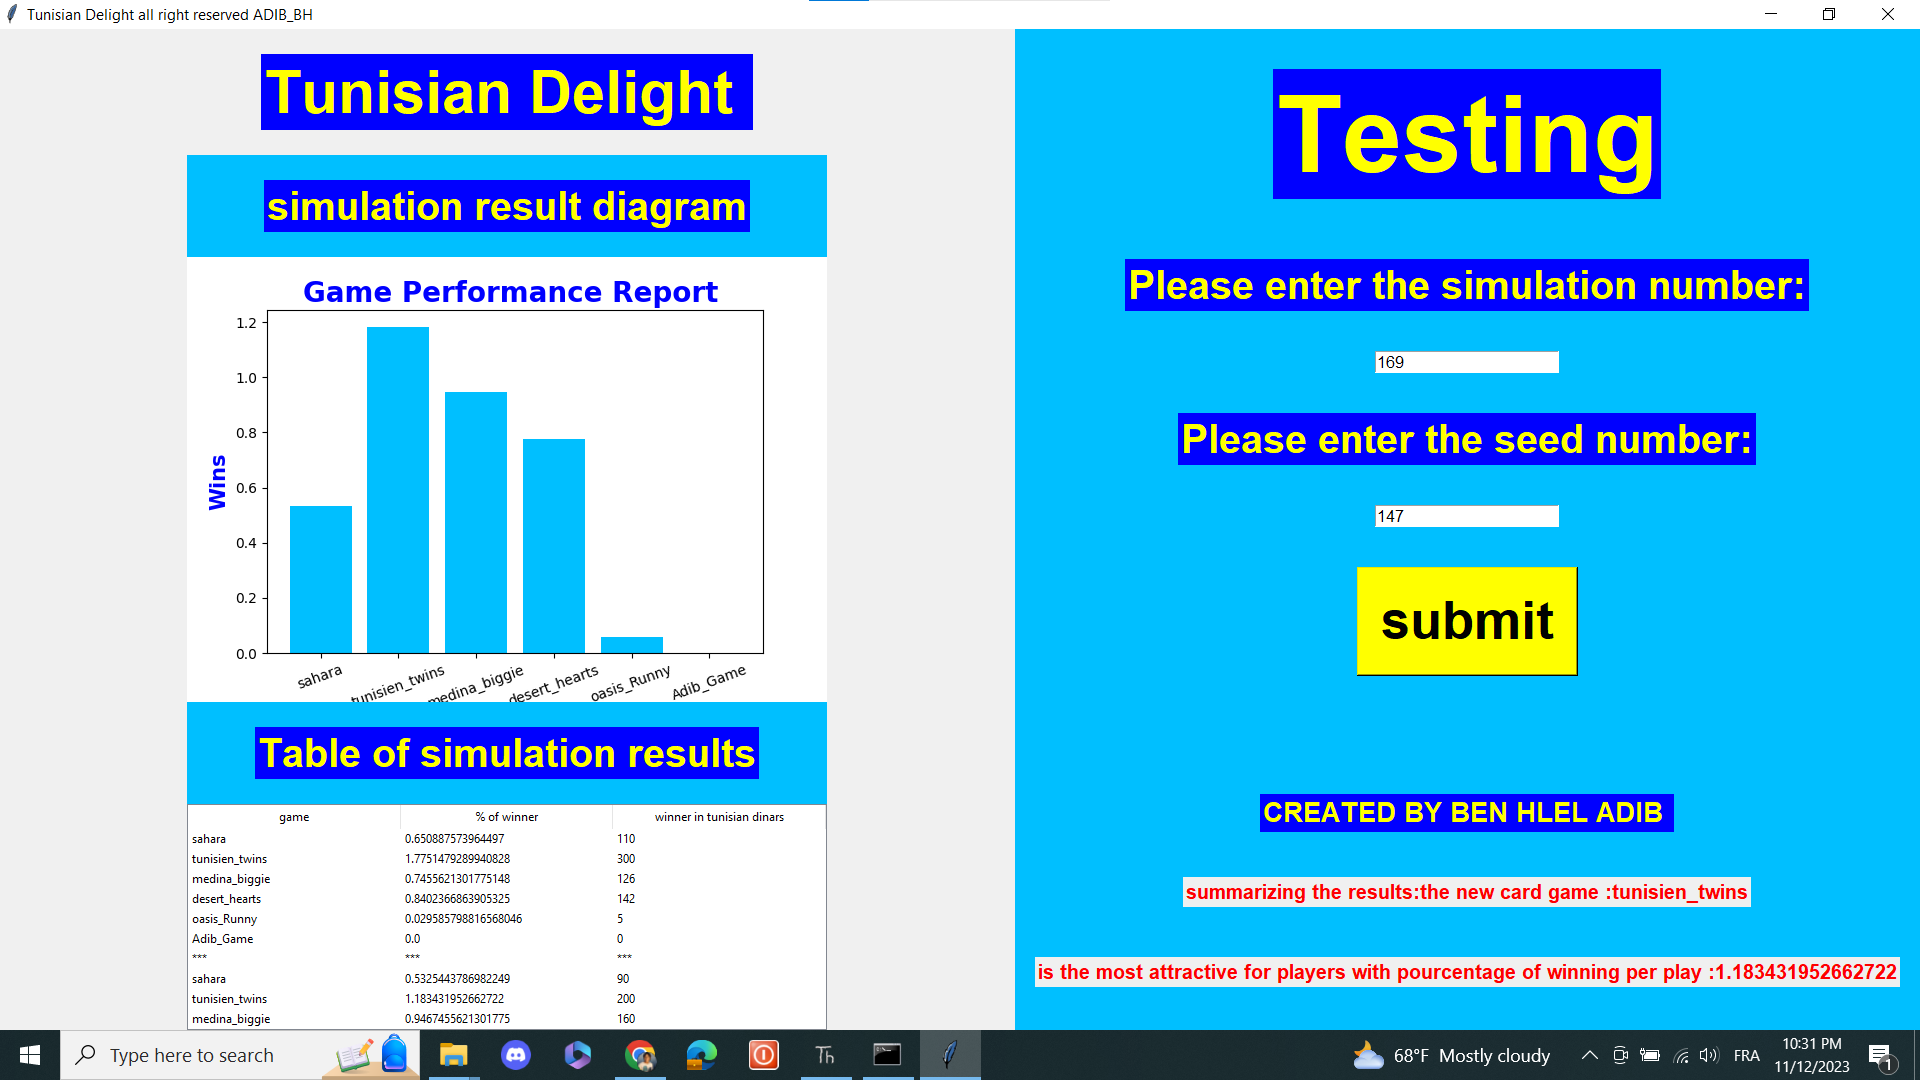 Tunisian Delight all right reserved ADIB_BH
Tunisian Delight
simulation result diagram
Game Performance Report
1.2
1.0
0.8
0.6
0.4
0.2
0.0
Wins
sahara
tunisien_twins
medina_biggie
desert_hearts
oasis_Runny
Adib_Game
Table of simulation results
game % of winner winner in tunisian dinars
sahara 0.650887573964497 110
tunisien_twins 1.7751479289940828 300
medina_biggie 0.7455621301775148 126
desert_hearts 0.8402366863905325 142
oasis_Runny 0.029585798816568046 5
Adib_Game 0.0 0
*** *** ***
sahara 0.5325443786982249 90
tunisien_twins 1.183431952662722 200
medina_biggie 0.9467455621301775 160
Testing
Please enter the simulation number:
169
Please enter the seed number:
147
submit
CREATED BY BEN HLEL ADIB
summarizing the results:the new card game :tunisien_twins
is the most attractive for players with pourcentage of winning per play :1.183431952662722
Type here to search
Th
68°F Mostly cloudy
FRA
10:31 PM
11/12/2023
1